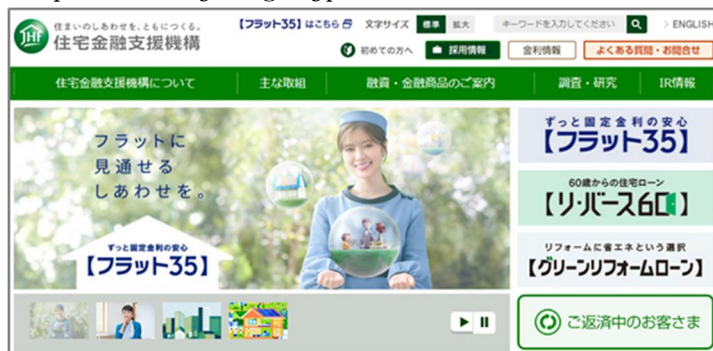 住まいのしあわせを、ともにつくる。
住宅金融支援機構
【フラット35】はこちら
文字サイズ 標準 拡大
キーワードを入力してください
> ENGLISH
初めての方へ
採用情報
金利情報
よくある質問・お問合せ
住宅金融支援機構について 主な取組 融資・金融商品のご案内 調査・研究 IR情報
フラットに
見通せる
しあわせを。
ずっと固定金利の安心
【フラット35】
ずっと固定金利の安心
【フラット35】
60歳からの住宅ローン
【リ・バース60】
リフォームに省エネという選択
【グリーンリフォームローン】
ご返済中のお客さま